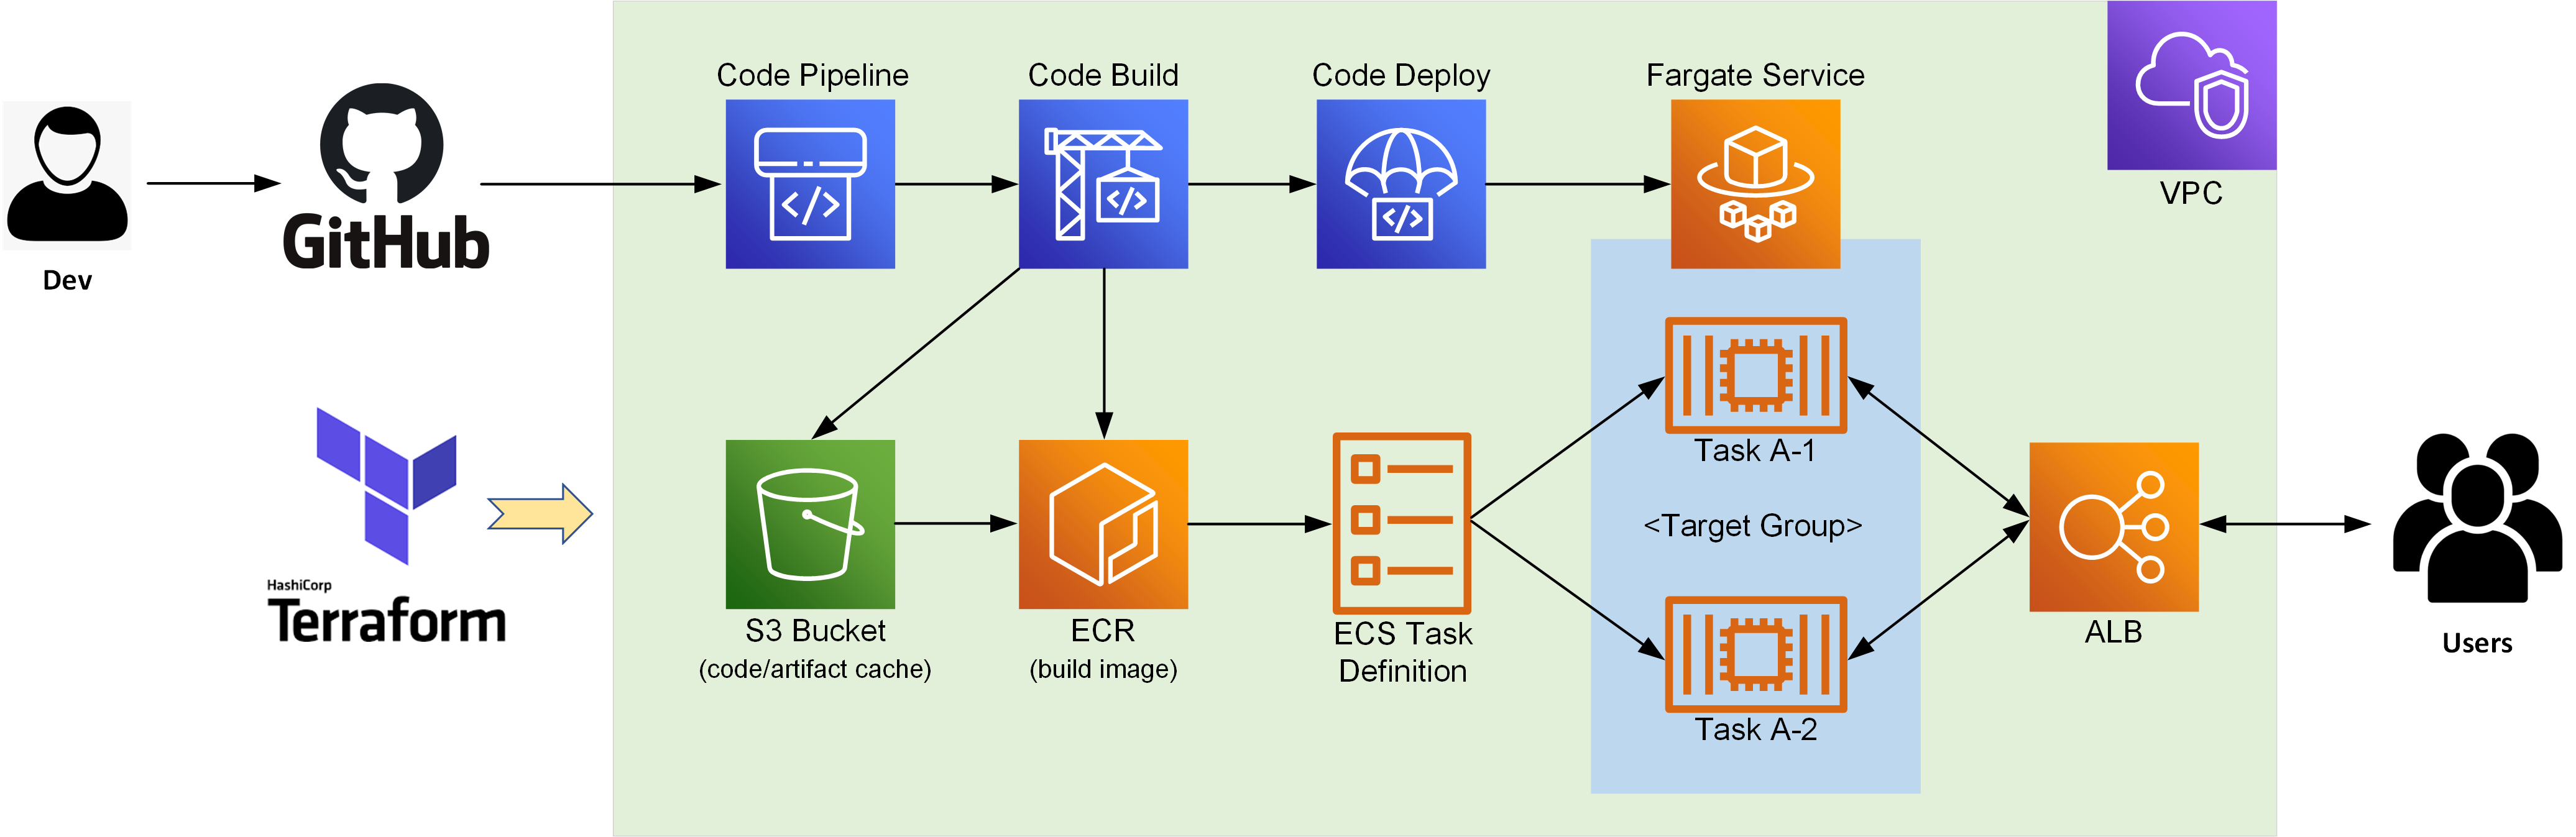 Code Pipeline
Code Build
Code Deploy
Fargate Service
VPC
</>
</>
</>
GitHub
Dev
Task A-1
<Target Group>
Task A-2
HashiCorp
Terraform
S3 Bucket
(code/artifact cache)
ECR
(build image)
ECS Task
Definition
ALB
Users